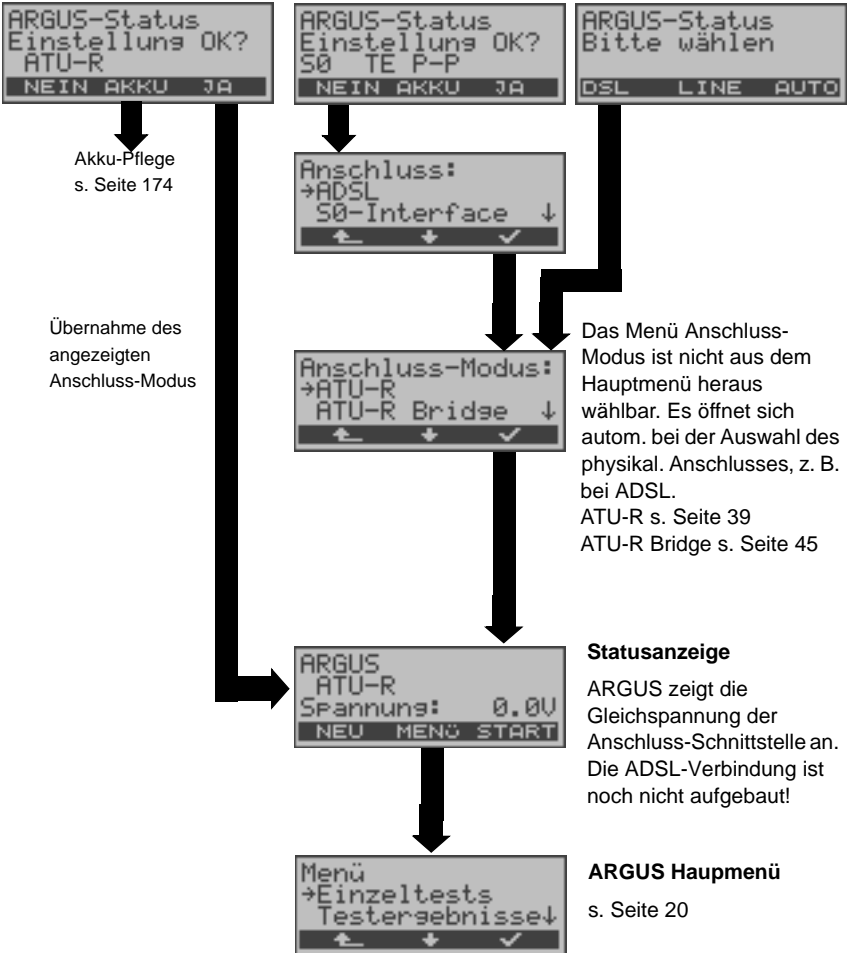 ARGUS-Status
Einstellung OK?
ATU-R
NEIN AKKU JA
ARGUS-Status
Einstellung OK?
S0 TE P-P
NEIN AKKU JA
ARGUS-Status
Bitte wählen
DSL LINE AUTO
Akku-Pflege
s. Seite 174
Anschluss:
→ADSL
S0-Interface ↓
Übernahme des
angezeigten
Anschluss-Modus
Anschluss-Modus:
→ATU-R
ATU-R Bridge ↓
Das Menü Anschluss-
Modus ist nicht aus dem
Hauptmenü heraus
wählbar. Es öffnet sich
autom. bei der Auswahl des
physikal. Anschlusses, z. B.
bei ADSL.
ATU-R s. Seite 39
ATU-R Bridge s. Seite 45
ARGUS
ATU-R
Spannung: 0.0V
NEU MENÜ START
Statusanzeige
ARGUS zeigt die
Gleichspannung der
Anschluss-Schnittstelle an.
Die ADSL-Verbindung ist
noch nicht aufgebaut!
Menü
→Einzeltests
Testergebnisse↓
ARGUS Haupmenü
s. Seite 20